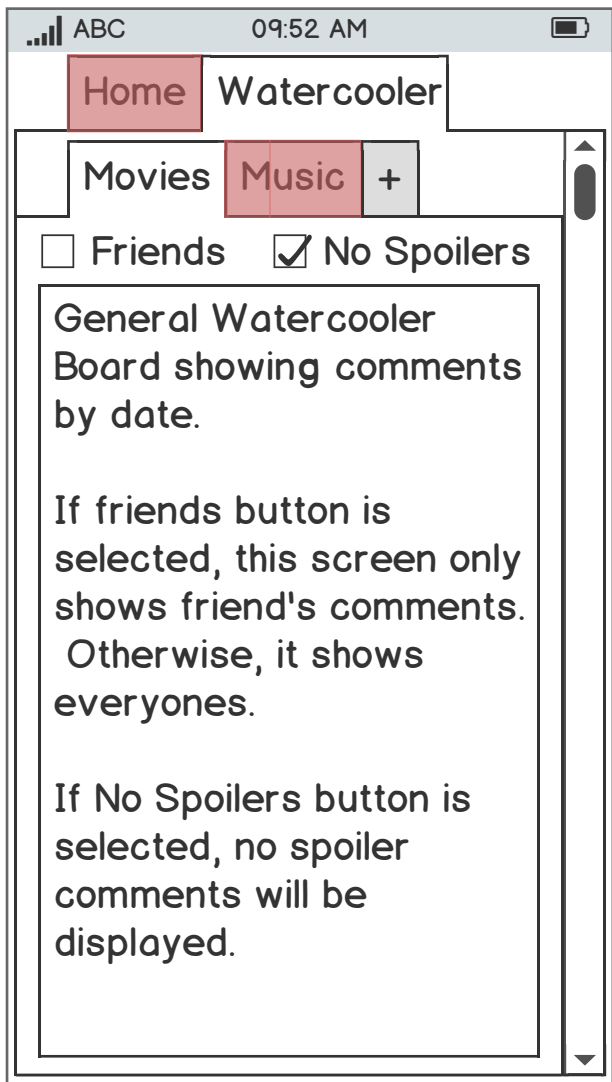 ABC 09:52 AM
Home Watercooler
Movies Music +
Friends No Spoilers
General Watercooler
Board showing comments
by date.
If friends button is
selected, this screen only
shows friend's comments.
Otherwise, it shows
everyones.
If No Spoilers button is
selected, no spoiler
comments will be
displayed.